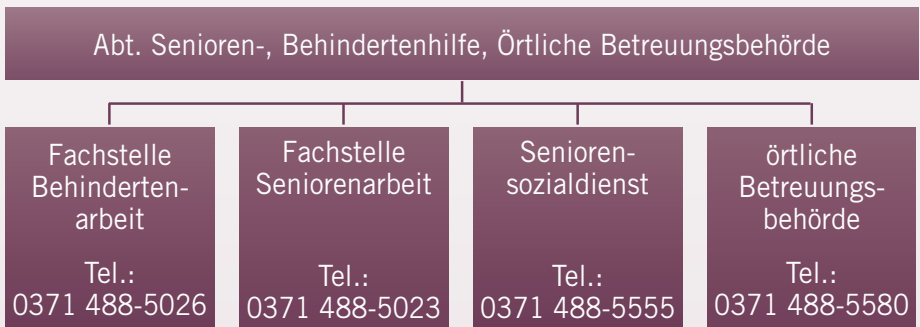 Abt. Senioren-, Behindertenhilfe, Örtliche Betreuungsbehörde
Fachstelle
Behinderten-
arbeit
Tel.:
0371 488-5026
Fachstelle
Seniorenarbeit
Tel.:
0371 488-5023
Senioren-
sozialdienst
Tel.:
0371 488-5555
örtliche
Betreuungs-
behörde
Tel.:
0371 488-5580